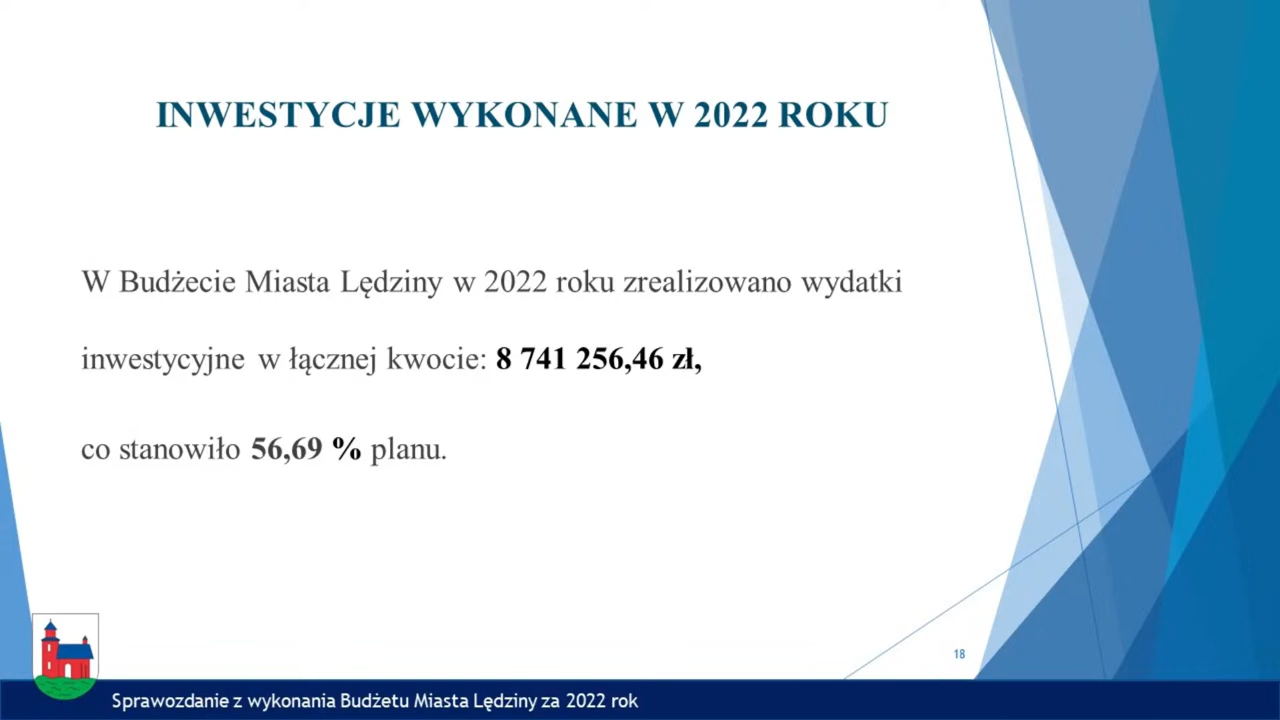 INWESTYCJE WYKONANE W 2022 ROKU
W Budżecie Miasta Lędziny w 2022 roku zrealizowano wydatki
inwestycyjne w łącznej kwocie: 8 741 256,46 zł,
co stanowiło 56,69 % planu.
18
Sprawozdanie z wykonania Budżetu Miasta Lędziny za 2022 rok